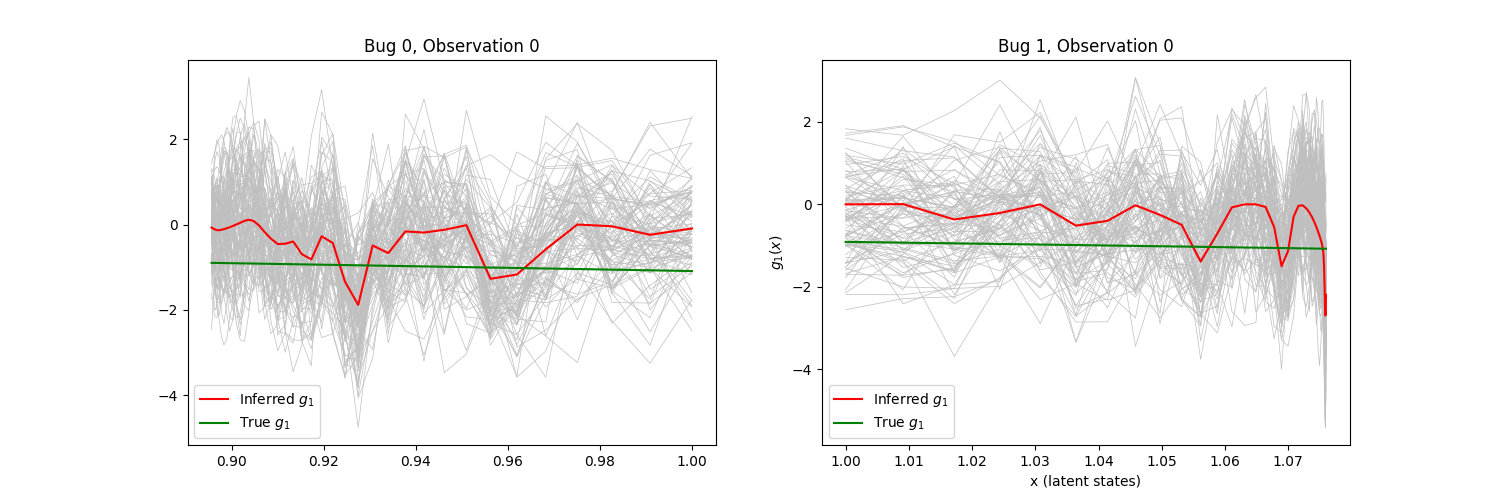 Bug 0, Observation 0
2
0
−2
−4
Inferred g₁
True g₁
0.90 0.92 0.94 0.96 0.98 1.00
Bug 1, Observation 0
g₁(x)
2
0
−2
−4
Inferred g₁
True g₁
1.00 1.01 1.02 1.03 1.04 1.05 1.06 1.07
x (latent states)